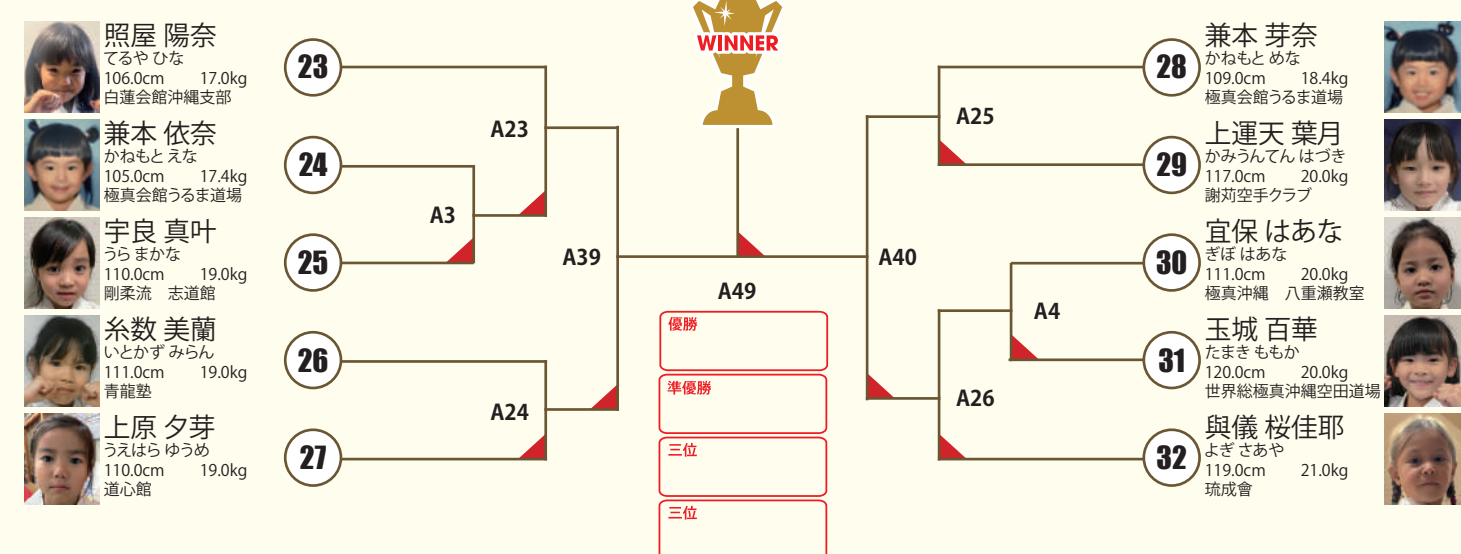 照屋 陽奈
てるや ひな
106.0cm 17.0kg
白蓮会館沖縄支部
23
兼本 依奈
かねもと えな
105.0cm 17.4kg
極真会館うるま道場
24
宇良 真叶
うら まかな
110.0cm 19.0kg
剛柔流 志道館
25
糸数 美蘭
いとかず みらん
111.0cm 19.0kg
青龍塾
26
上原 夕芽
うえはら ゆうめ
110.0cm 19.0kg
道心館
27
A23
A3
A39
A24
WINNER
A49
優勝
準優勝
三位
三位
A25
A40
A4
A26
28
兼本 芽奈
かねもと めな
109.0cm 18.4kg
極真会館うるま道場
29
上運天 葉月
かみうんてん はづき
117.0cm 20.0kg
謝苅空手クラブ
30
宜保 はあな
ぎぼ はあな
111.0cm 20.0kg
極真沖縄 八重瀬教室
31
玉城 百華
たまき ももか
120.0cm 20.0kg
世界総極真沖縄空田道場
32
與儀 桜佳耶
よぎ さあや
119.0cm 21.0kg
琉成會